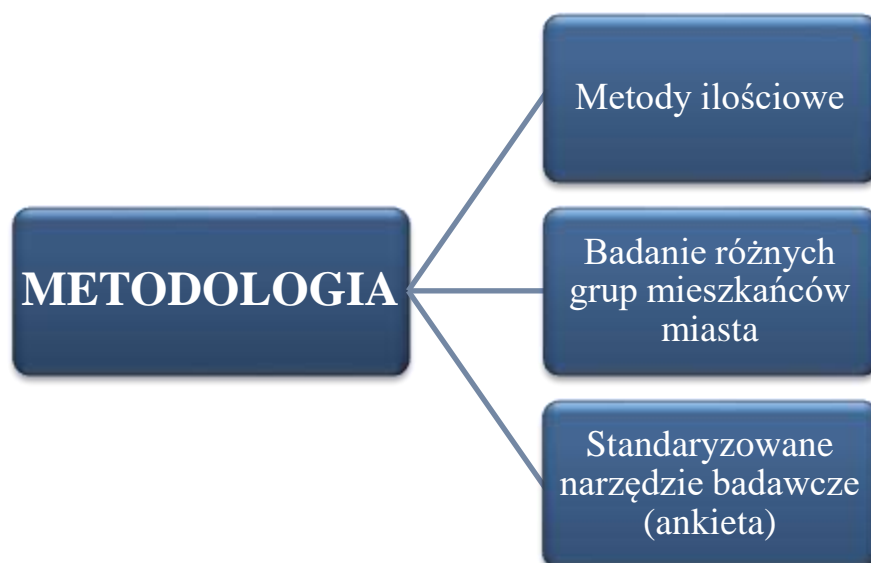 METODOLOGIA
Metody ilościowe
Badanie różnych
grup mieszkańców
miasta
Standaryzowane
narzędzie badawcze
(ankieta)